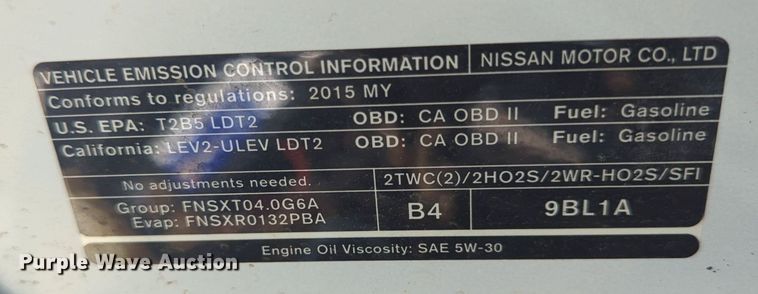 VEHICLE EMISSION CONTROL INFORMATION NISSAN MOTOR CO., LTD
Conforms to regulations: 2015 MY
U.S. EPA: T2B5 LDT2 OBD: CA OBD II Fuel: Gasoline
California: LEV2-ULEV LDT2 OBD: CA OBD II Fuel: Gasoline
No adjustments needed. 2TWC(2)/2HO2S/2WR-HO2S/SFI
Group: FNSXT04.0G6A
Evap: FNSXR0132PBA
B4 9BL1A
Engine Oil Viscosity: SAE 5W-30
Purple Wave Auction